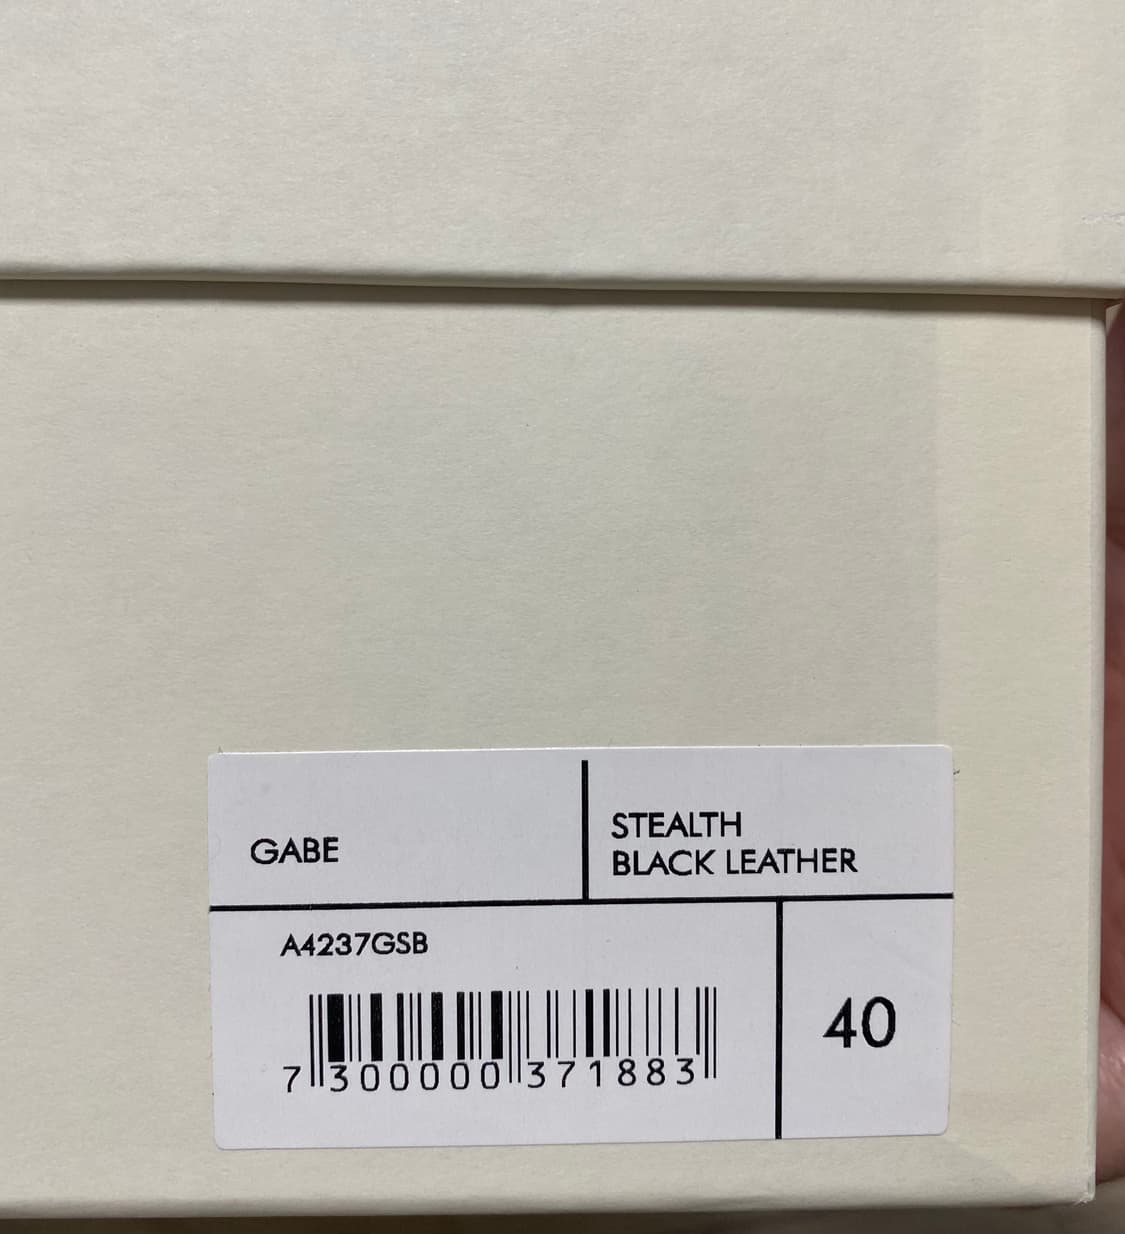 GABE
STEALTH
BLACK LEATHER
A4237GSB
40
7 300000 371883